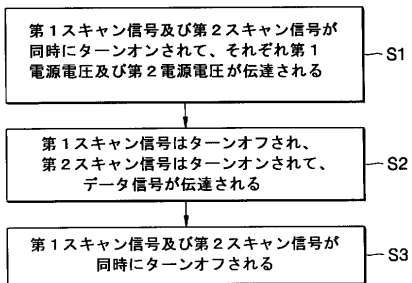 第１スキャン信号及び第２スキャン信号が
同時にターンオンされて、それぞれ第１
電源電圧及び第２電源電圧が伝達される
S1
第１スキャン信号はターンオフされ、
第２スキャン信号はターンオンされて、
データ信号が伝達される
S2
第１スキャン信号及び第２スキャン信号が
同時にターンオフされる
S3